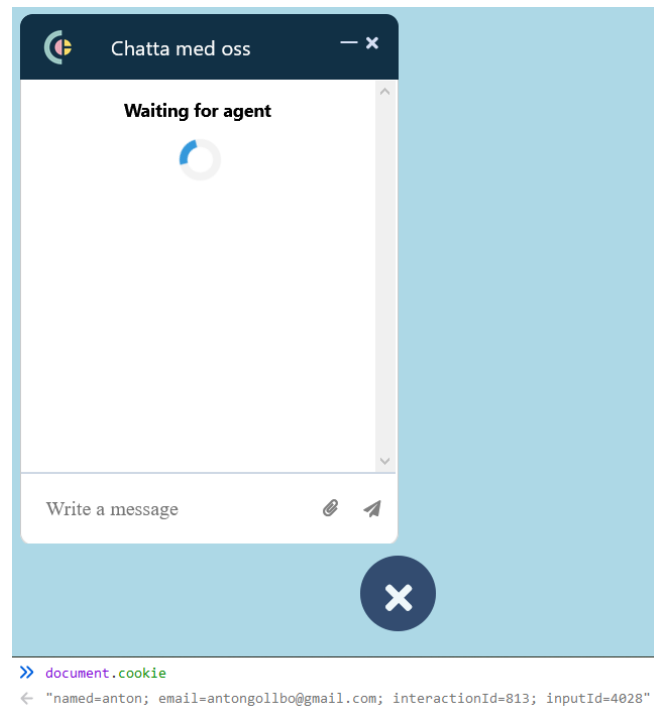 Chatta med oss
Waiting for agent
Write a message
document.cookie
"named=anton; email=antongollbo@gmail.com; interactionId=813; inputId=4028"